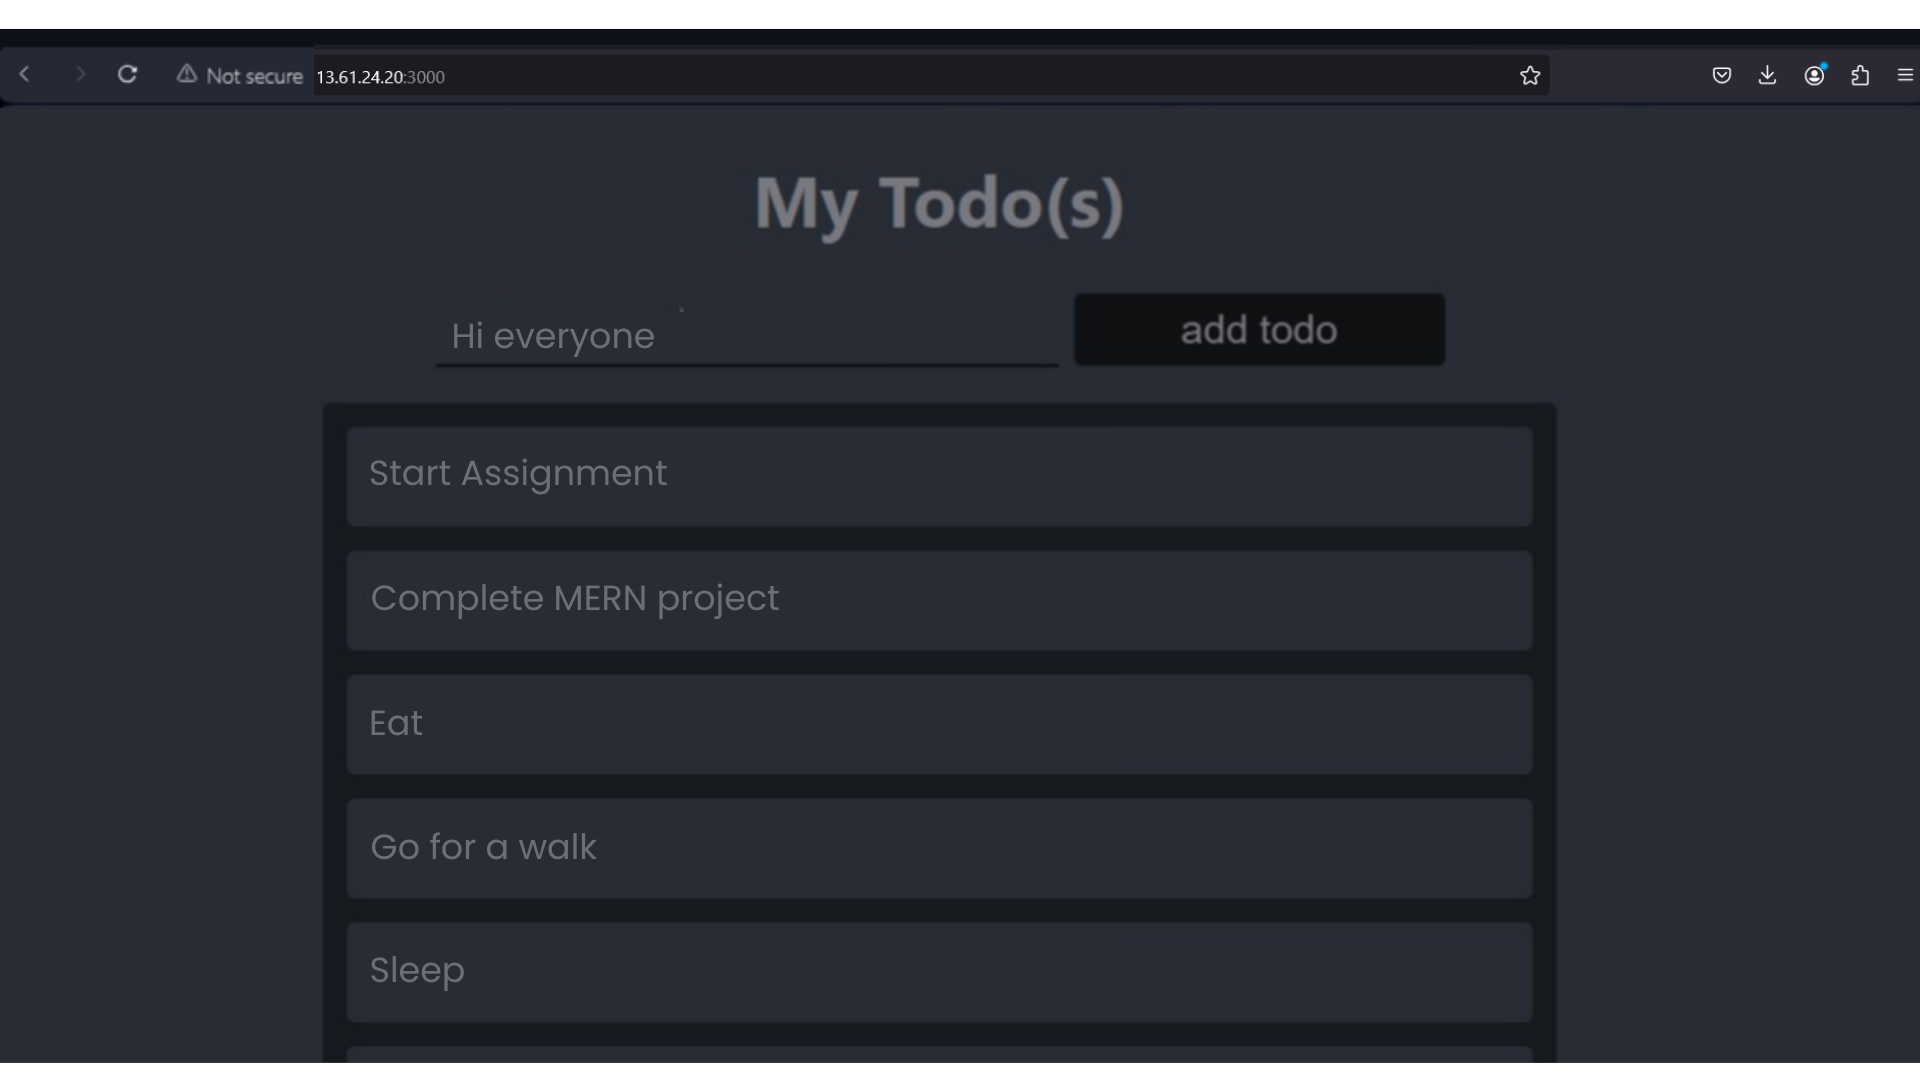 Not secure 13.61.24.20:3000
My Todo(s)
Hi everyone
add todo
Start Assignment
Complete MERN project
Eat
Go for a walk
Sleep